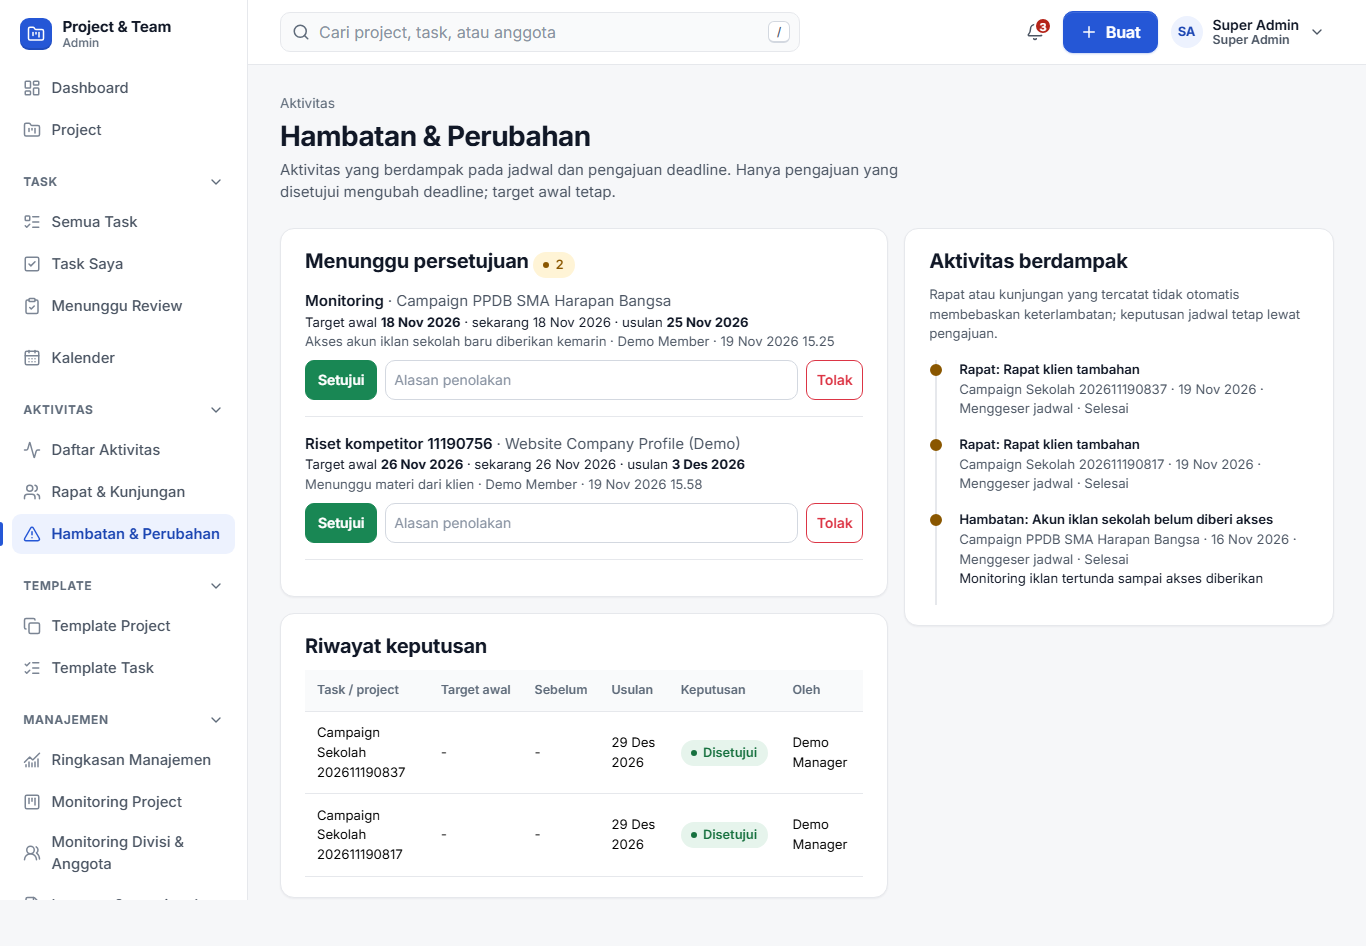 Project & Team
Admin
Cari project, task, atau anggota
/
3
+ Buat
SA
Super Admin
Super Admin
Dashboard
Project
TASK
Semua Task
Task Saya
Menunggu Review
Kalender
AKTIVITAS
Daftar Aktivitas
Rapat & Kunjungan
Hambatan & Perubahan
TEMPLATE
Template Project
Template Task
MANAJEMEN
Ringkasan Manajemen
Monitoring Project
Monitoring Divisi &
Anggota
Aktivitas
Hambatan & Perubahan
Aktivitas yang berdampak pada jadwal dan pengajuan deadline. Hanya pengajuan yang
disetujui mengubah deadline; target awal tetap.
Menunggu persetujuan 2
Monitoring · Campaign PPDB SMA Harapan Bangsa
Target awal 18 Nov 2026 · sekarang 18 Nov 2026 · usulan 25 Nov 2026
Akses akun iklan sekolah baru diberikan kemarin · Demo Member · 19 Nov 2026 15.25
Setujui
Alasan penolakan
Tolak
Riset kompetitor 11190756 · Website Company Profile (Demo)
Target awal 26 Nov 2026 · sekarang 26 Nov 2026 · usulan 3 Des 2026
Menunggu materi dari klien · Demo Member · 19 Nov 2026 15.58
Setujui
Alasan penolakan
Tolak
Riwayat keputusan
Task / project Target awal Sebelum Usulan Keputusan Oleh
Campaign
Sekolah
202611190837
-
-
29 Des
2026
Disetujui
Demo
Manager
Campaign
Sekolah
202611190817
-
-
29 Des
2026
Disetujui
Demo
Manager
Aktivitas berdampak
Rapat atau kunjungan yang tercatat tidak otomatis
membebaskan keterlambatan; keputusan jadwal tetap lewat
pengajuan.
Rapat: Rapat klien tambahan
Campaign Sekolah 202611190837 · 19 Nov 2026 ·
Menggeser jadwal · Selesai
Rapat: Rapat klien tambahan
Campaign Sekolah 202611190817 · 19 Nov 2026 ·
Menggeser jadwal · Selesai
Hambatan: Akun iklan sekolah belum diberi akses
Campaign PPDB SMA Harapan Bangsa · 16 Nov 2026 ·
Menggeser jadwal · Selesai
Monitoring iklan tertunda sampai akses diberikan